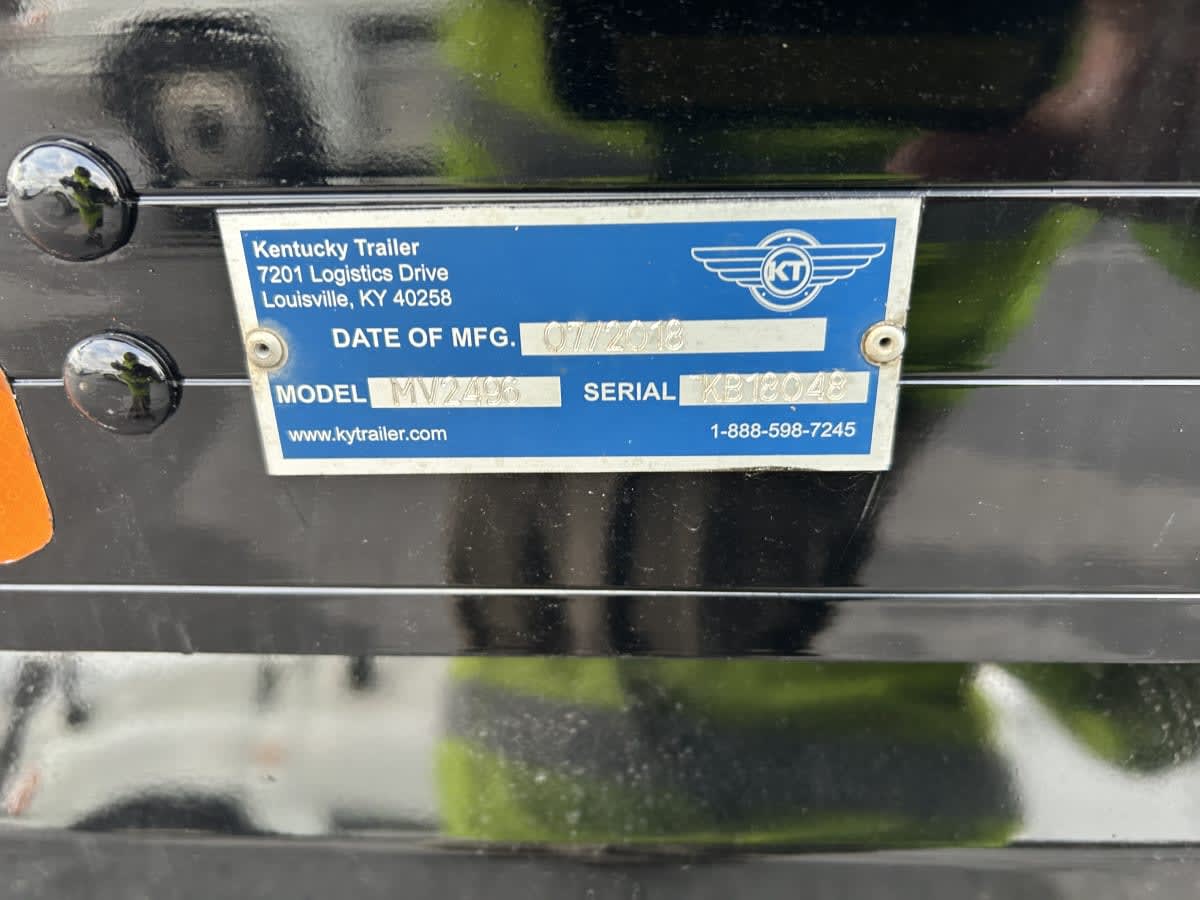 Kentucky Trailer
7201 Logistics Drive
Louisville, KY 40258
KT
DATE OF MFG. 07/2018
MODEL MV2496 SERIAL KB18048
www.kytrailer.com 1-888-598-7245